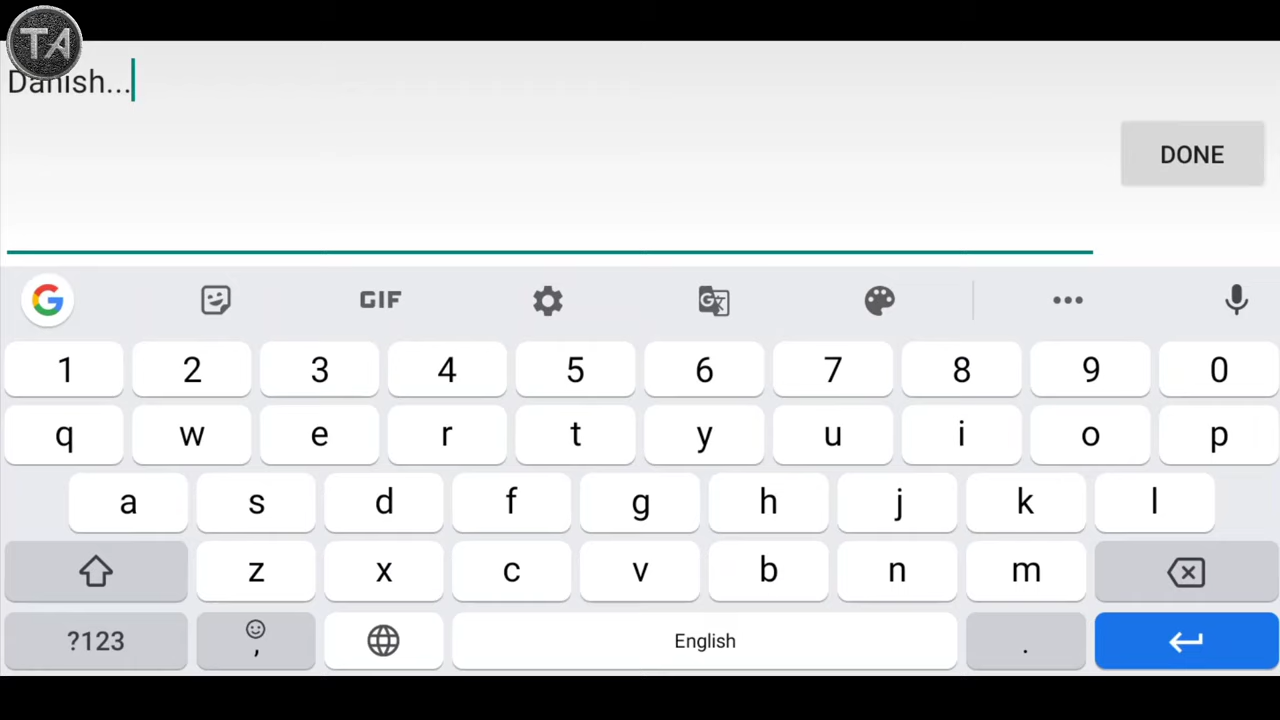 TA
Danish...
DONE
G GIF
1 2 3 4 5 6 7 8 9 0
q w e r t y u i o p
a s d f g h j k l
z x c v b n m
?123 , English .